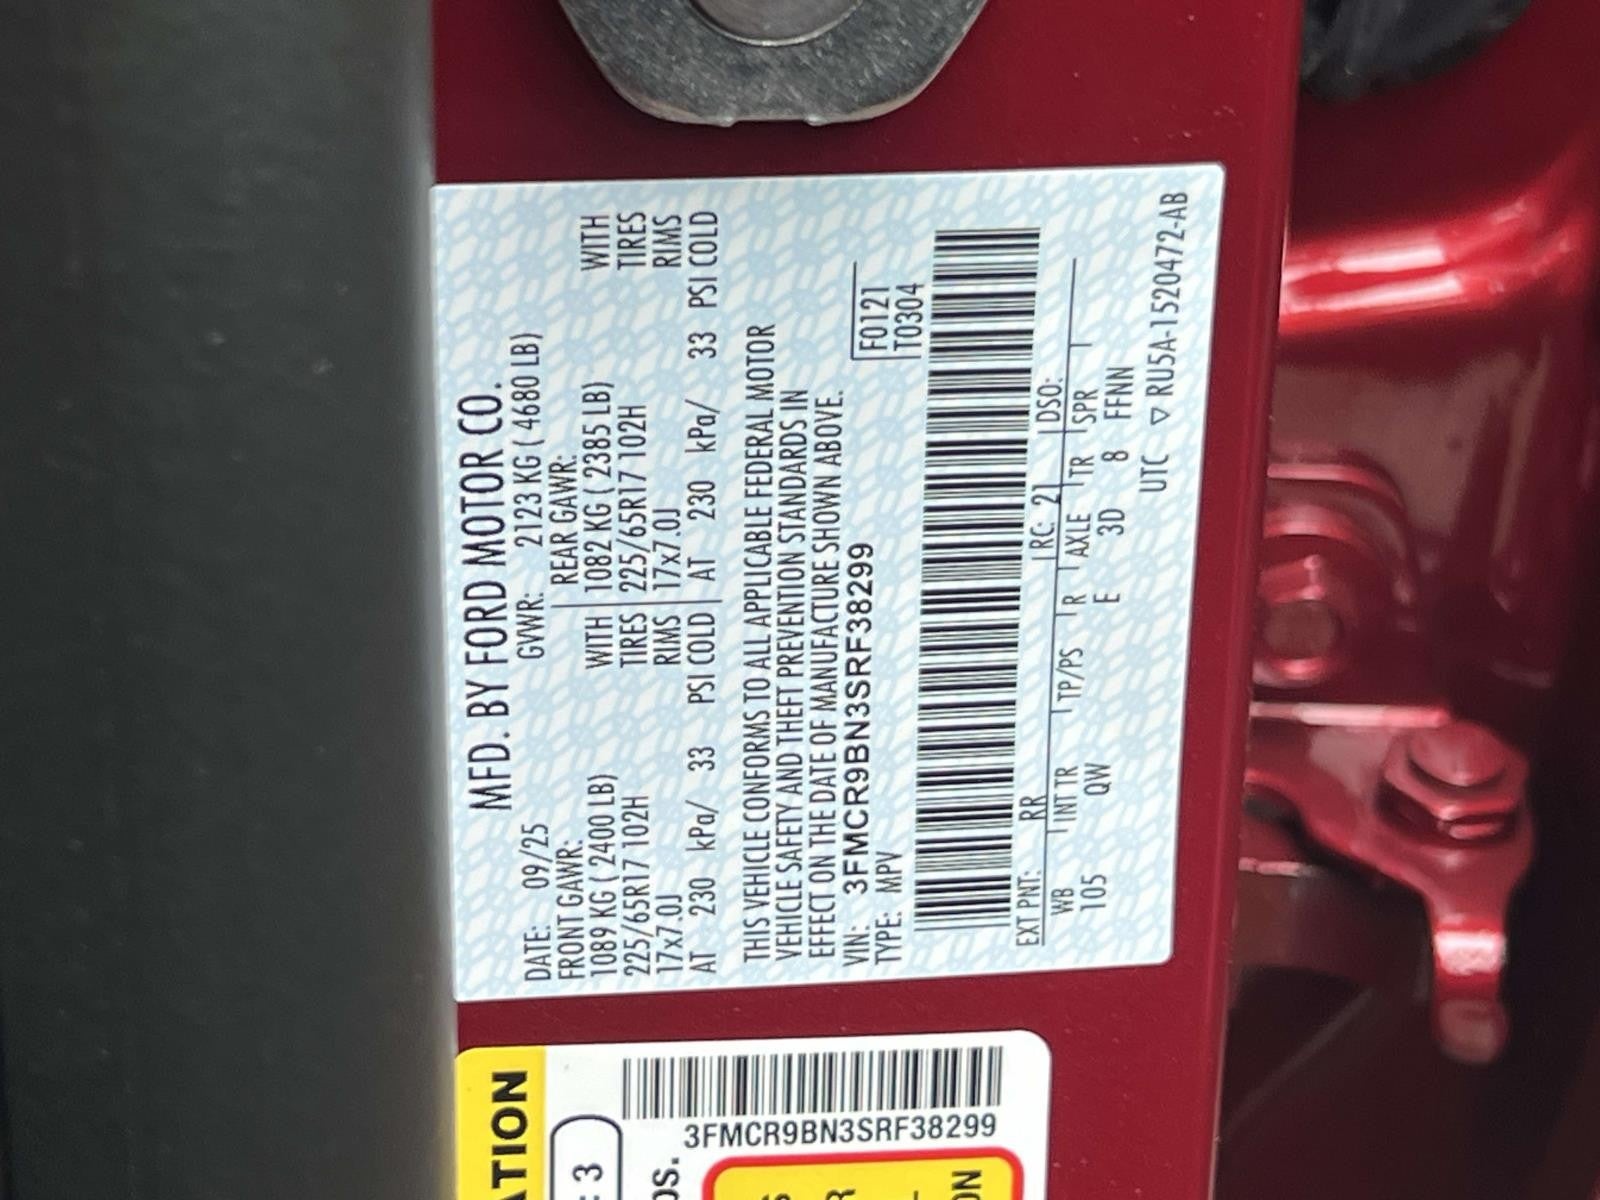 MFD. BY FORD MOTOR CO.
DATE: 09/25 GVWR: 2123 KG ( 4680 LB)
FRONT GAWR: REAR GAWR:
1089 KG ( 2400 LB) WITH 1082 KG ( 2385 LB) WITH
225/65R17 102H TIRES 225/65R17 102H TIRES
17x7.0J RIMS 17x7.0J RIMS
AT 230 kPa/ 33 PSI COLD AT 230 kPa/ 33 PSI COLD
THIS VEHICLE CONFORMS TO ALL APPLICABLE FEDERAL MOTOR
VEHICLE SAFETY AND THEFT PREVENTION STANDARDS IN
EFFECT ON THE DATE OF MANUFACTURE SHOWN ABOVE.
VIN: 3FMCR9BN3SRF38299
TYPE: MPV
F0121
T0304
EXT PNT: RR RC: 21 DSO:
WB INT TR TP/PS R AXLE TR SPR
105 QW E 3D 8 FFNN
UTC ▽ RU5A-1520472-AB
ATION
: 3
OS.
3FMCR9BN3SRF38299
ON